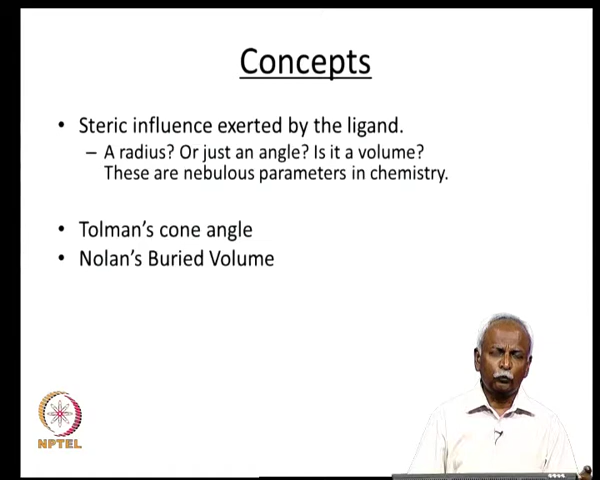 Concepts
• Steric influence exerted by the ligand.
– A radius? Or just an angle? Is it a volume?
These are nebulous parameters in chemistry.
• Tolman’s cone angle
• Nolan’s Buried Volume
NPTEL